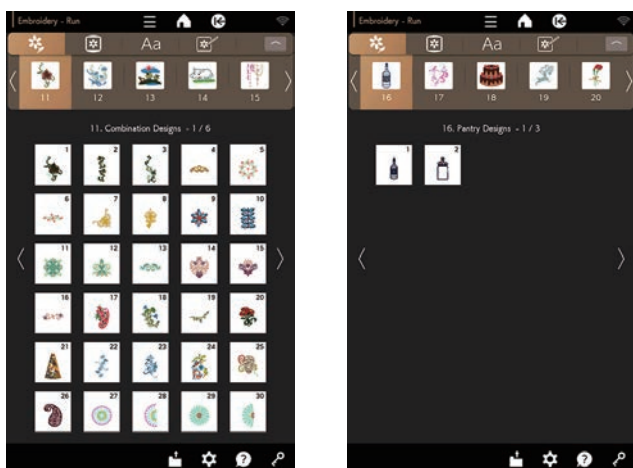 Embroidery - Run
Aa
11 12 13 14 15
11. Combination Designs - 1 / 6
1 2 3 4 5
6 7 8 9 10
11 12 13 14 15
16 17 18 19 20
21 22 23 24 25
26 27 28 29 30
?
Embroidery - Run
Aa
16 17 18 19 20
16. Pantry Designs - 1 / 3
1 2
?